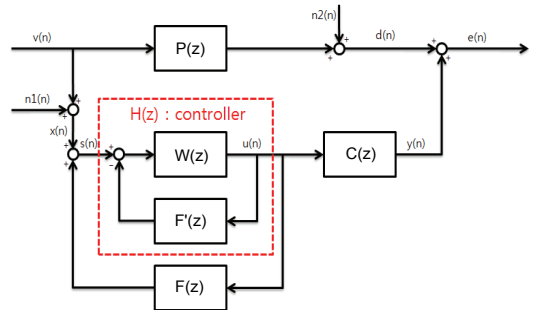 n2(n)
v(n)
P(z)
d(n)
e(n)
+
+
+
+
n1(n)
+
+
H(z) : controller
x(n)
s(n)
+
+
+
−
W(z)
u(n)
C(z)
y(n)
F'(z)
F(z)